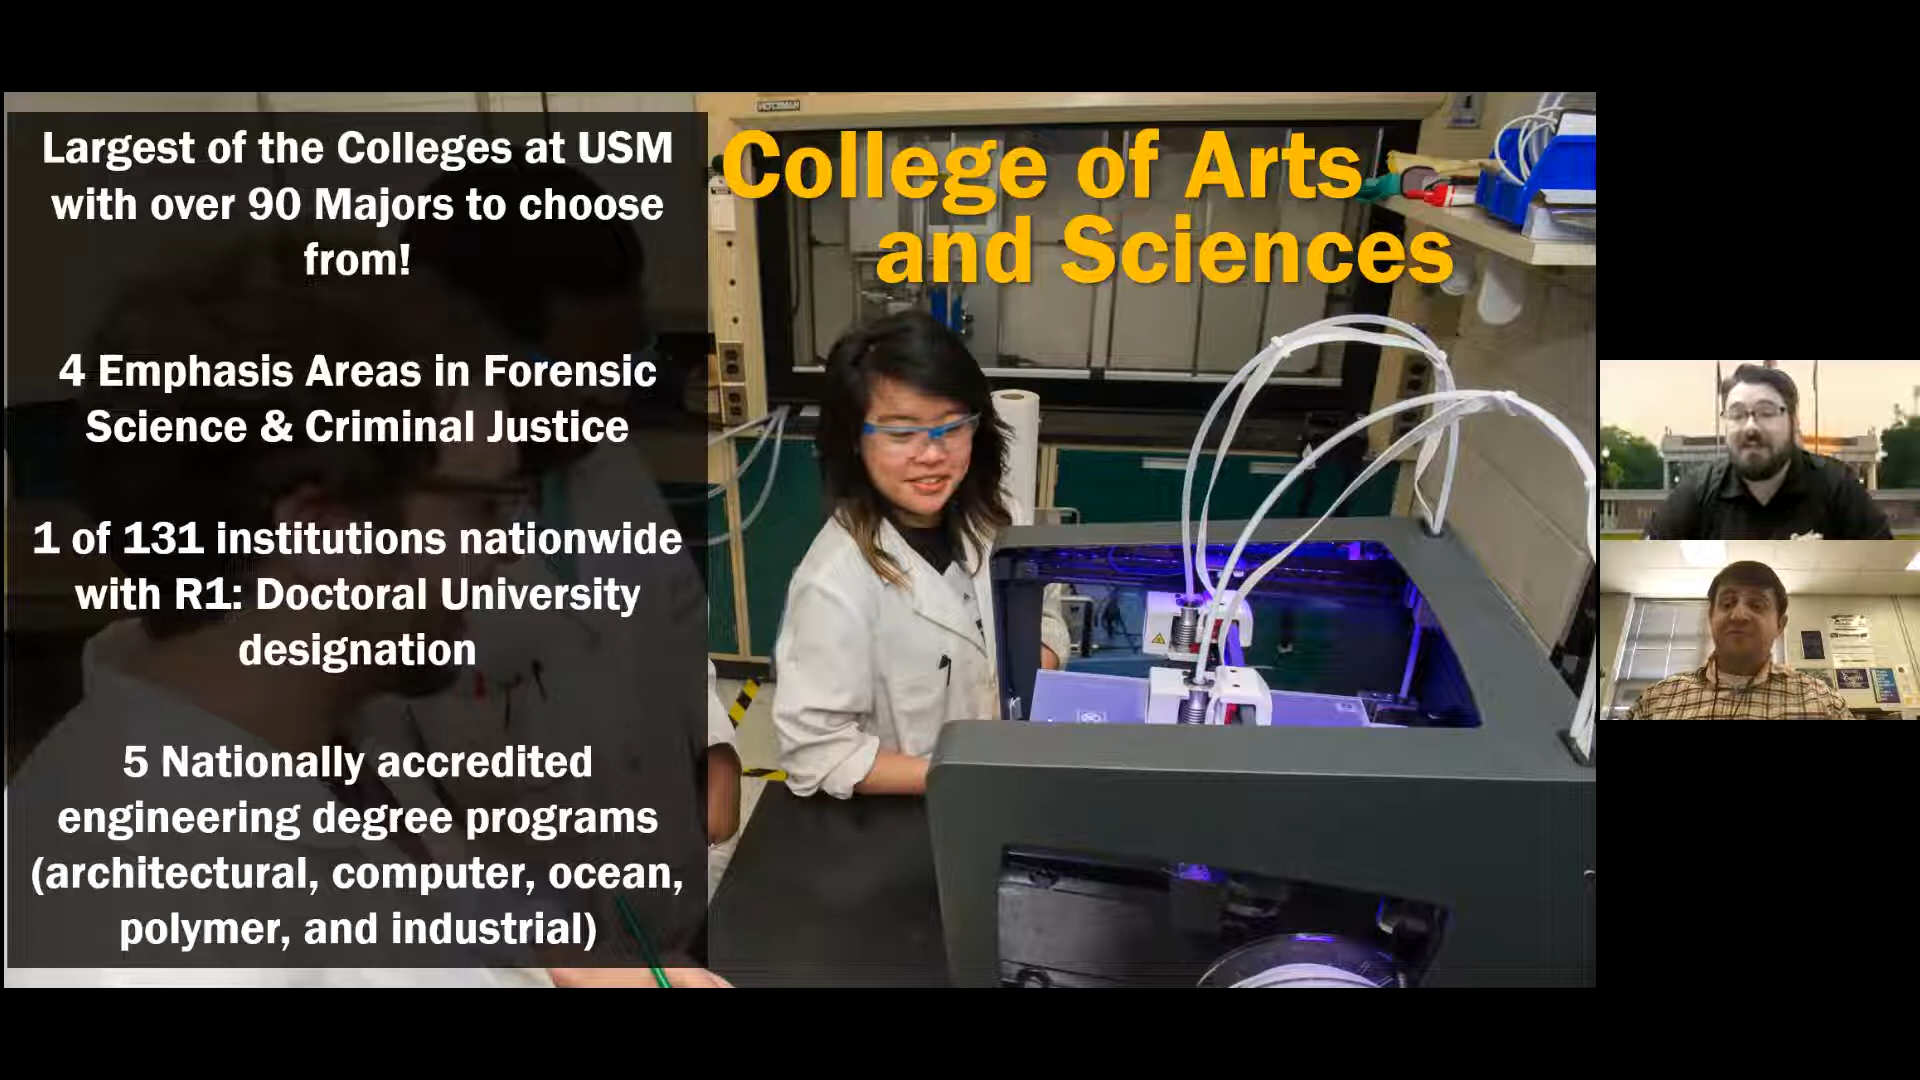 Largest of the Colleges at USM
with over 90 Majors to choose
from!
4 Emphasis Areas in Forensic
Science & Criminal Justice
1 of 131 institutions nationwide
with R1: Doctoral University
designation
5 Nationally accredited
engineering degree programs
(architectural, computer, ocean,
polymer, and industrial)
College of Arts
and Sciences